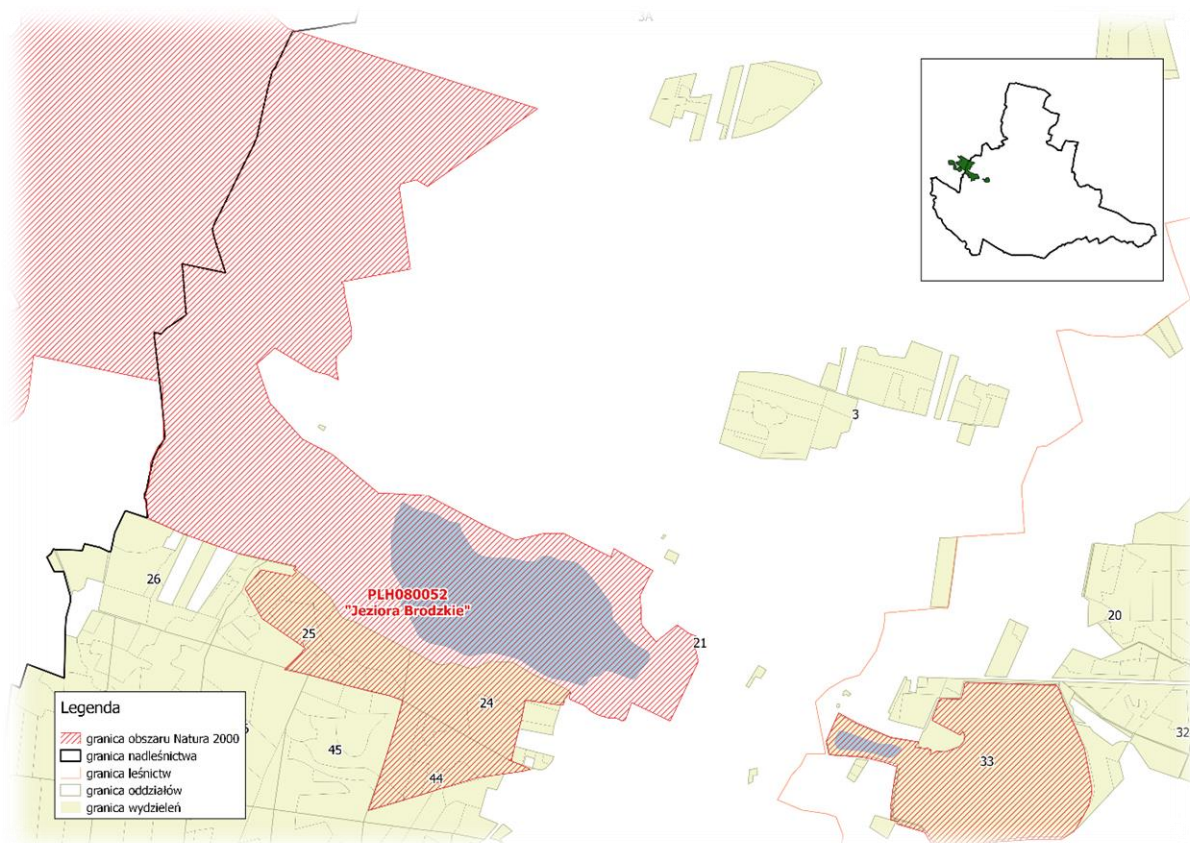 3A
3
26
25
PLH080052
"Jeziora Brodzkie"
21
20
24
45
44
33
32
Legenda
granica obszaru Natura 2000
granica nadleśnictwa
granica leśnictw
granica oddziałów
granica wydzieleń